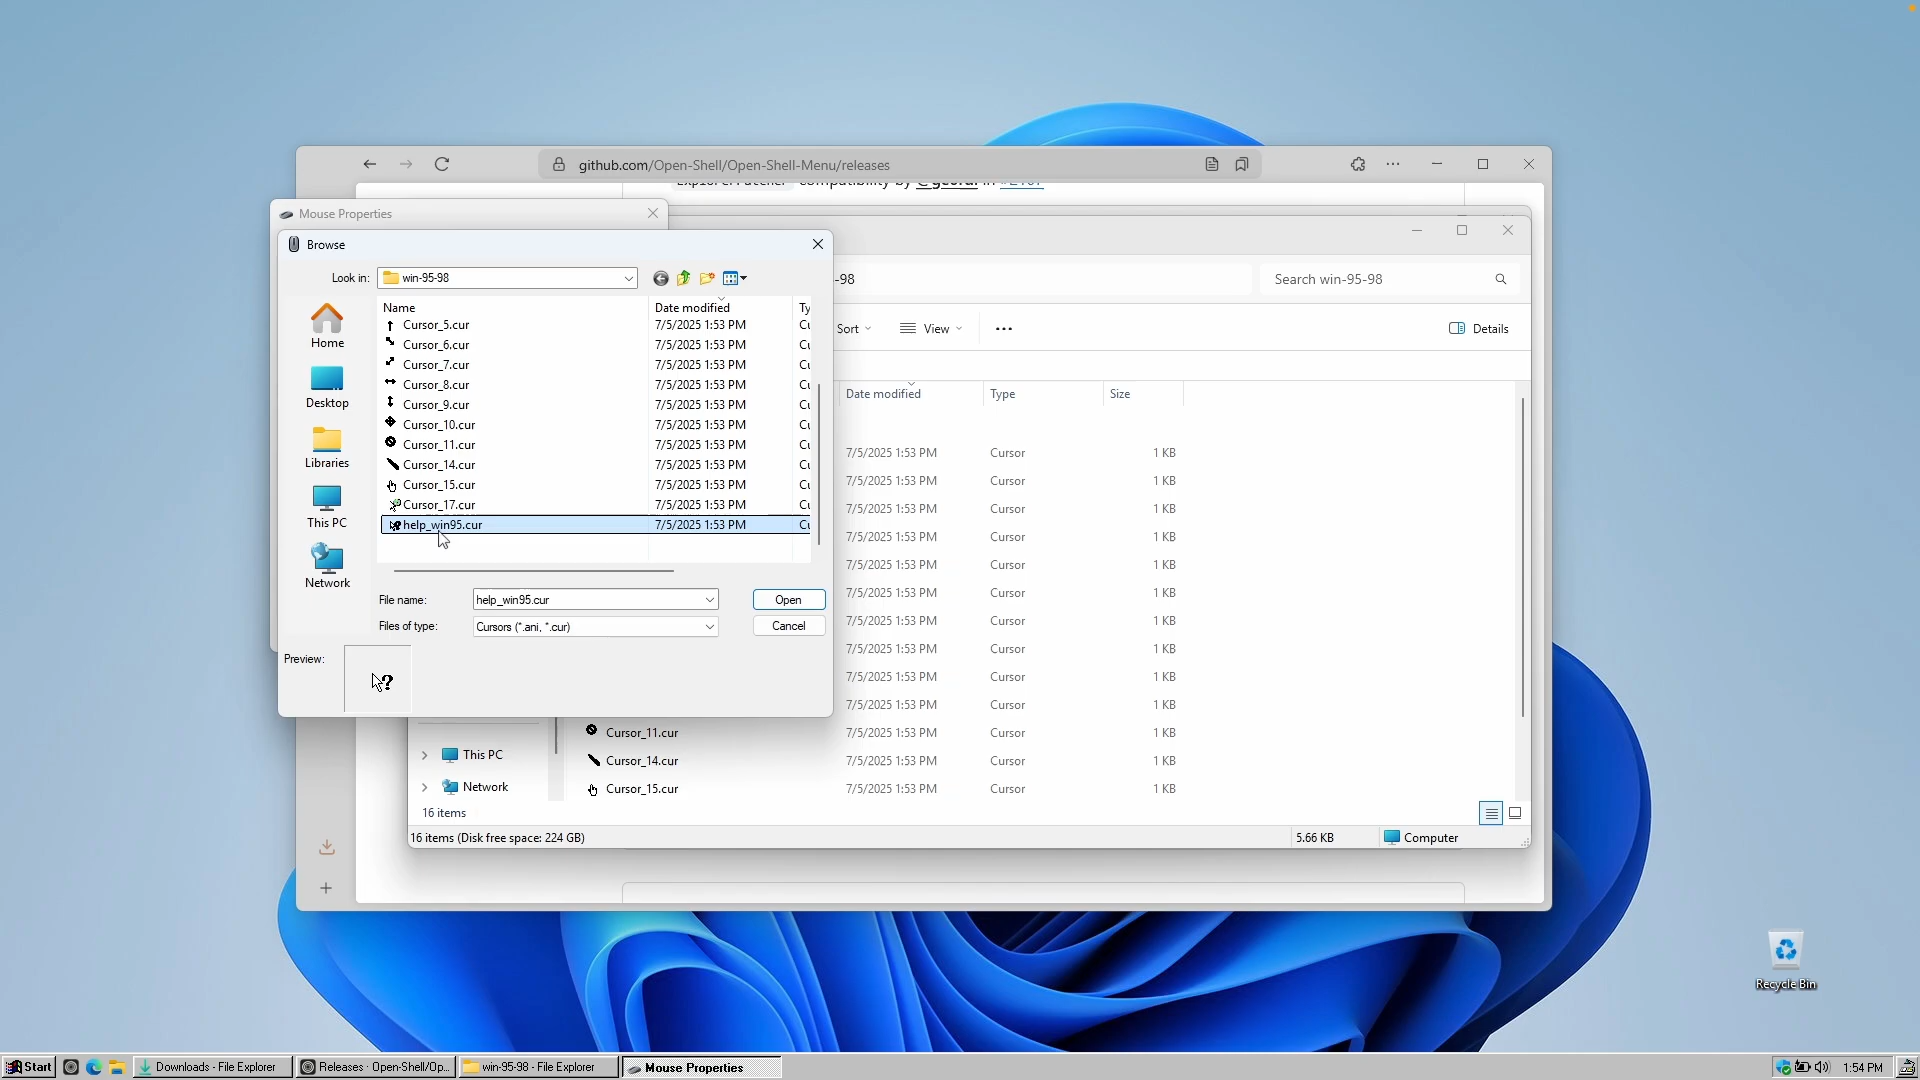 github.com/Open-Shell/Open-Shell-Menu/releases
compatibility by
Mouse Properties
Browse
Look in: win-95-98
-98
Search win-95-98
Sort View Details
Name Date modified
Cursor_5.cur 7/5/2025 1:53 PM
Cursor_6.cur 7/5/2025 1:53 PM
Cursor_7.cur 7/5/2025 1:53 PM
Cursor_8.cur 7/5/2025 1:53 PM
Cursor_9.cur 7/5/2025 1:53 PM
Cursor_10.cur 7/5/2025 1:53 PM
Cursor_11.cur 7/5/2025 1:53 PM
Cursor_14.cur 7/5/2025 1:53 PM
Cursor_15.cur 7/5/2025 1:53 PM
Cursor_17.cur 7/5/2025 1:53 PM
help_win95.cur 7/5/2025 1:53 PM
Home
Desktop
Libraries
This PC
Network
File name: help_win95.cur Open
Files of type: Cursors (*.ani, *.cur) Cancel
Preview:
?
Date modified Type Size
7/5/2025 1:53 PM Cursor 1 KB
7/5/2025 1:53 PM Cursor 1 KB
7/5/2025 1:53 PM Cursor 1 KB
7/5/2025 1:53 PM Cursor 1 KB
7/5/2025 1:53 PM Cursor 1 KB
7/5/2025 1:53 PM Cursor 1 KB
7/5/2025 1:53 PM Cursor 1 KB
7/5/2025 1:53 PM Cursor 1 KB
7/5/2025 1:53 PM Cursor 1 KB
7/5/2025 1:53 PM Cursor 1 KB
Cursor_11.cur 7/5/2025 1:53 PM Cursor 1 KB
Cursor_14.cur 7/5/2025 1:53 PM Cursor 1 KB
Cursor_15.cur 7/5/2025 1:53 PM Cursor 1 KB
This PC
Network
16 items
16 items (Disk free space: 224 GB) 5.66 KB Computer
Recycle Bin
Start Downloads - File Explorer Releases · Open-Shell/Op... win-95-98 - File Explorer Mouse Properties 1:54 PM